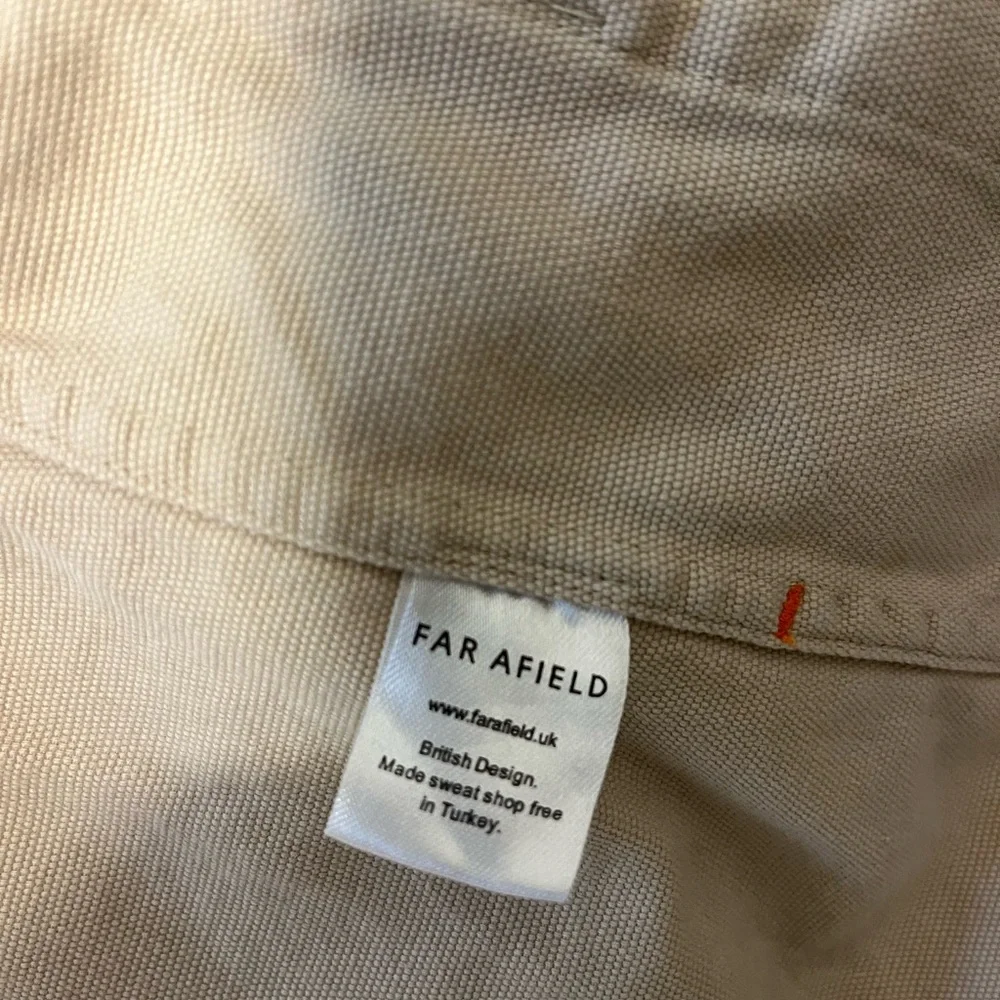 FAR AFIELD
www.farafield.uk
British Design.
Made sweat shop free
in Turkey.